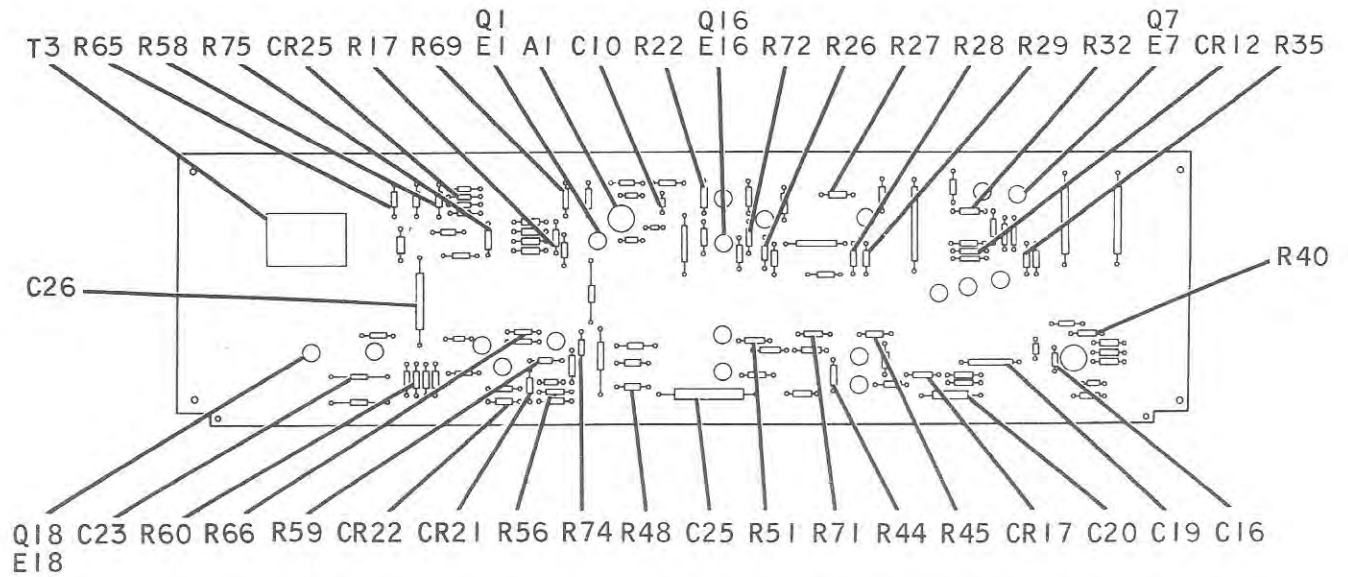 Q1 Q16 Q7
T3 R65 R58 R75 CR25 R17 R69 E1 A1 C10 R22 E16 R72 R26 R27 R28 R29 R32 E7 CR12 R35
R40
C26
Q18 C23 R60 R66 R59 CR22 CR21 R56 R74 R48 C25 R51 R71 R44 R45 CR17 C20 C19 C16
E18